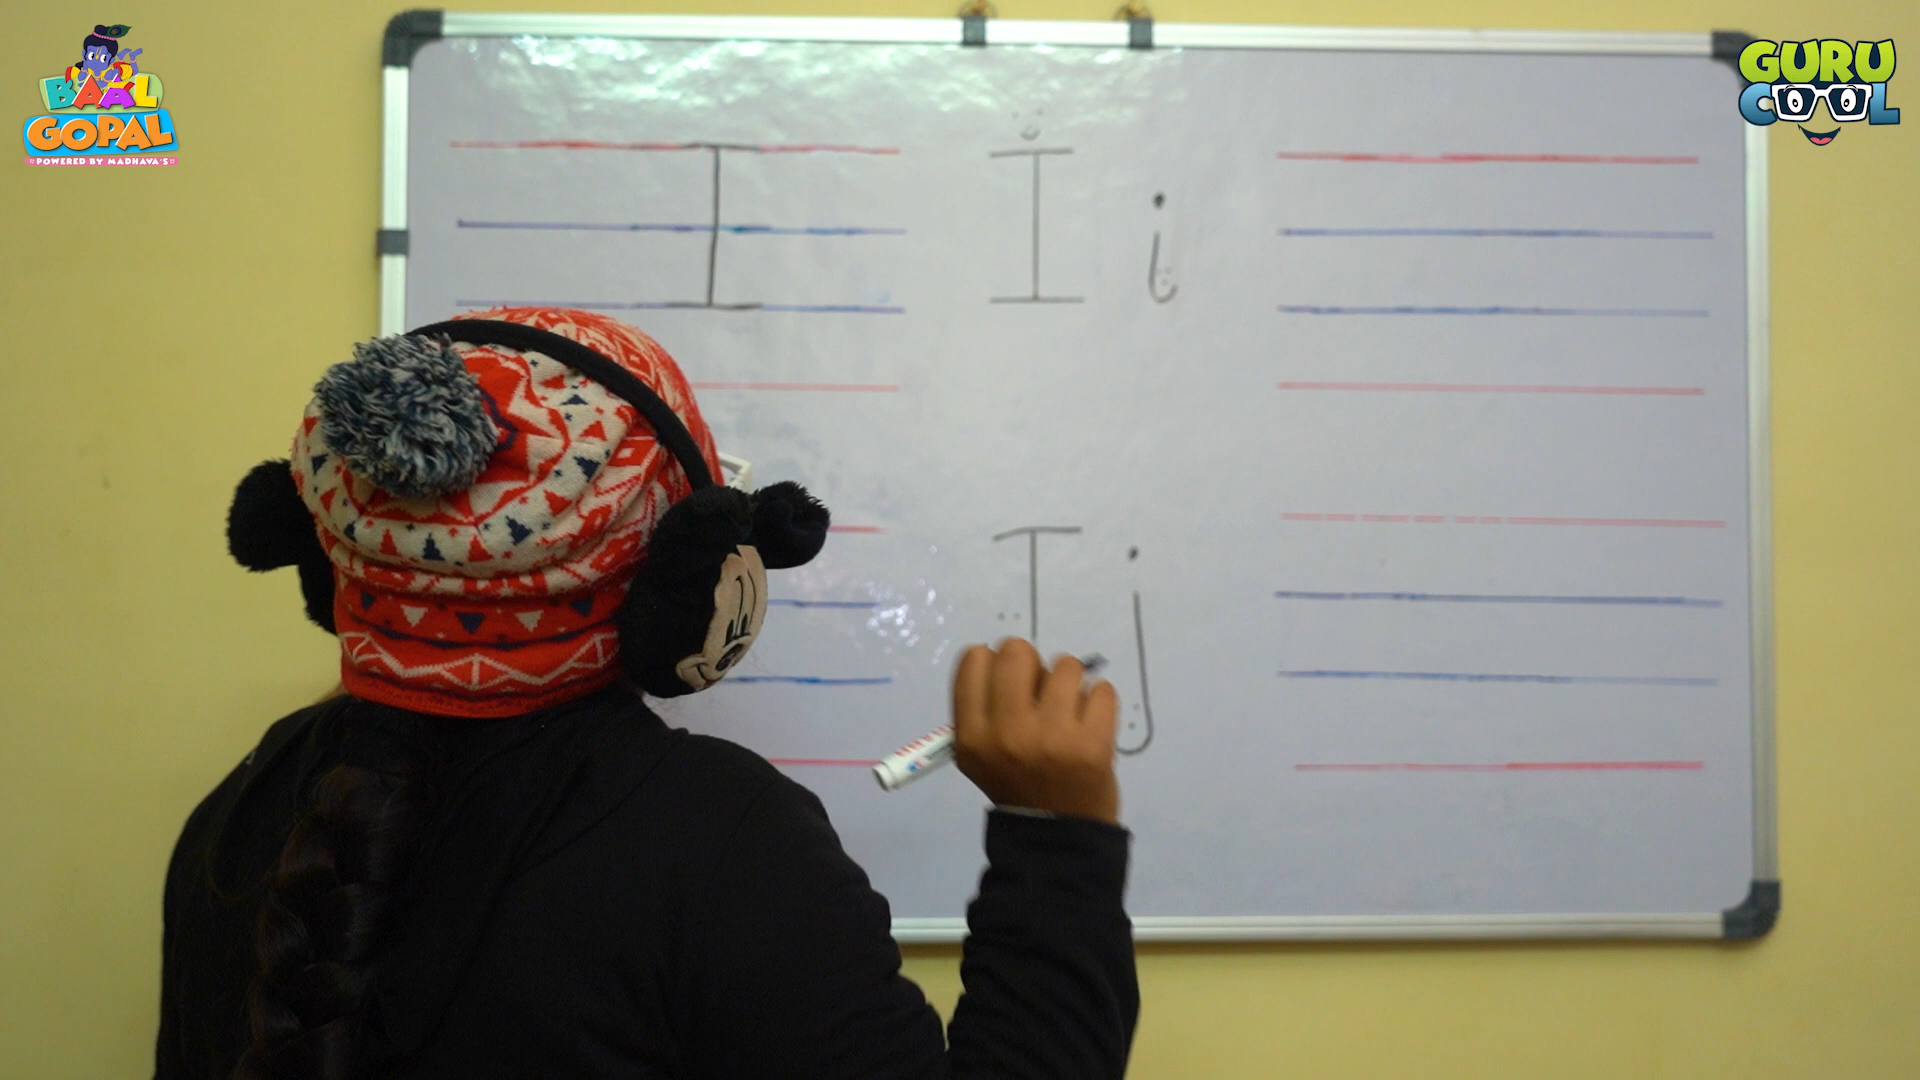 BAAL
GOPAL
POWERED BY MADHAVA'S
GURU
COOL
I I i
j